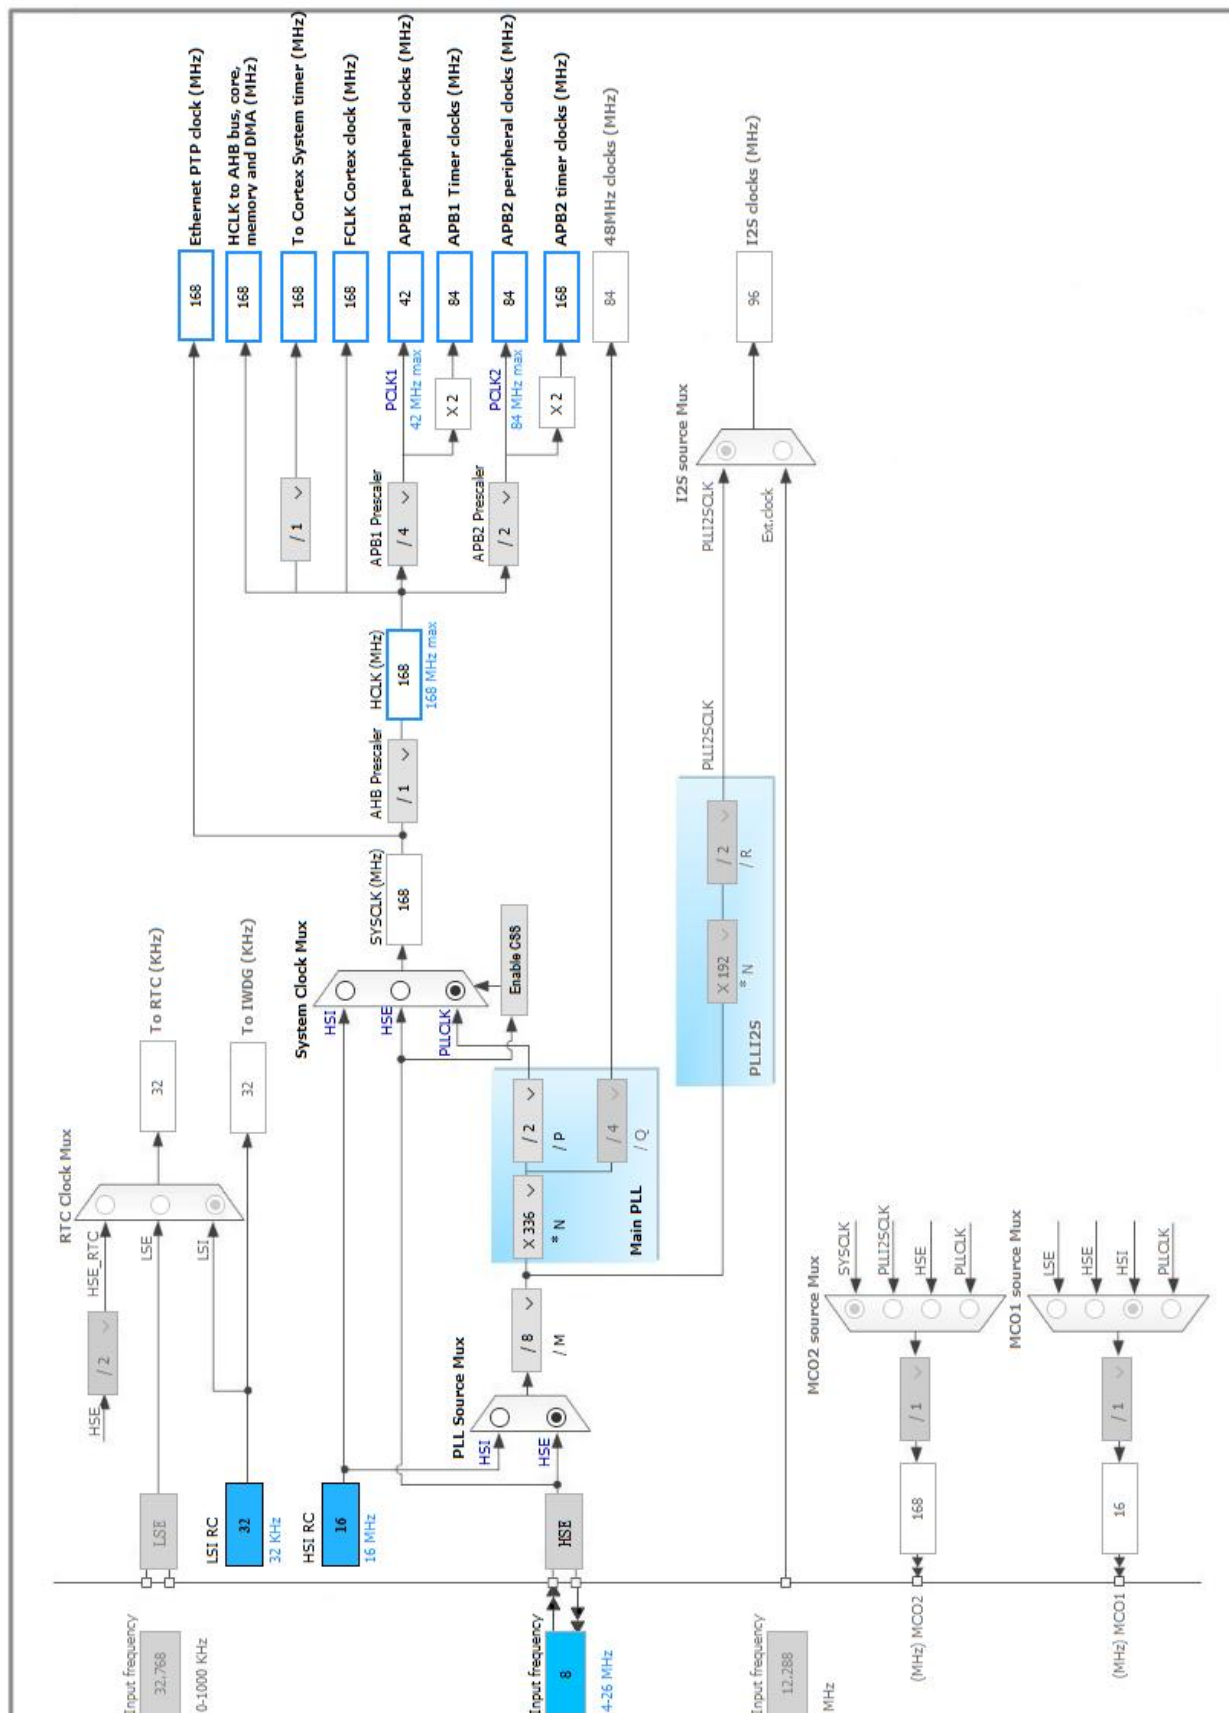 Input frequency
32.768
0-1000 KHz
LSE
HSE
/ 2
HSE_RTC
LSE
LSI
RTC Clock Mux
32
To RTC (KHz)
LSI RC
32
32 KHz
32
To IWDG (KHz)
HSI RC
16
16 MHz
Input frequency
8
4-26 MHz
HSE
PLL Source Mux
HSI
HSE
/ 8
/ M
X 336
* N
/ 2
/ P
/ 4
/ Q
Main PLL
System Clock Mux
HSI
HSE
PLLCLK
Enable CSS
SYSCLK (MHz)
168
AHB Prescaler
/ 1
HCLK (MHz)
168
168 MHz max
/ 1
APB1 Prescaler
/ 4
PCLK1
42 MHz max
X 2
APB2 Prescaler
/ 2
PCLK2
84 MHz max
X 2
168
Ethernet PTP clock (MHz)
168
HCLK to AHB bus, core,
memory and DMA (MHz)
168
To Cortex System timer (MHz)
168
FCLK Cortex clock (MHz)
42
APB1 peripheral clocks (MHz)
84
APB1 Timer clocks (MHz)
84
APB2 peripheral clocks (MHz)
168
APB2 timer clocks (MHz)
84
48MHz clocks (MHz)
X 192
* N
/ 2
/ R
PLLI2S
PLLI2SCLK
PLLI2SCLK
Ext.clock
I2S source Mux
96
I2S clocks (MHz)
Input frequency
12.288
MHz
MCO2 source Mux
SYSCLK
PLLI2SCLK
HSE
PLLCLK
/ 1
168
(MHz) MCO2
MCO1 source Mux
LSE
HSE
HSI
PLLCLK
/ 1
16
(MHz) MCO1